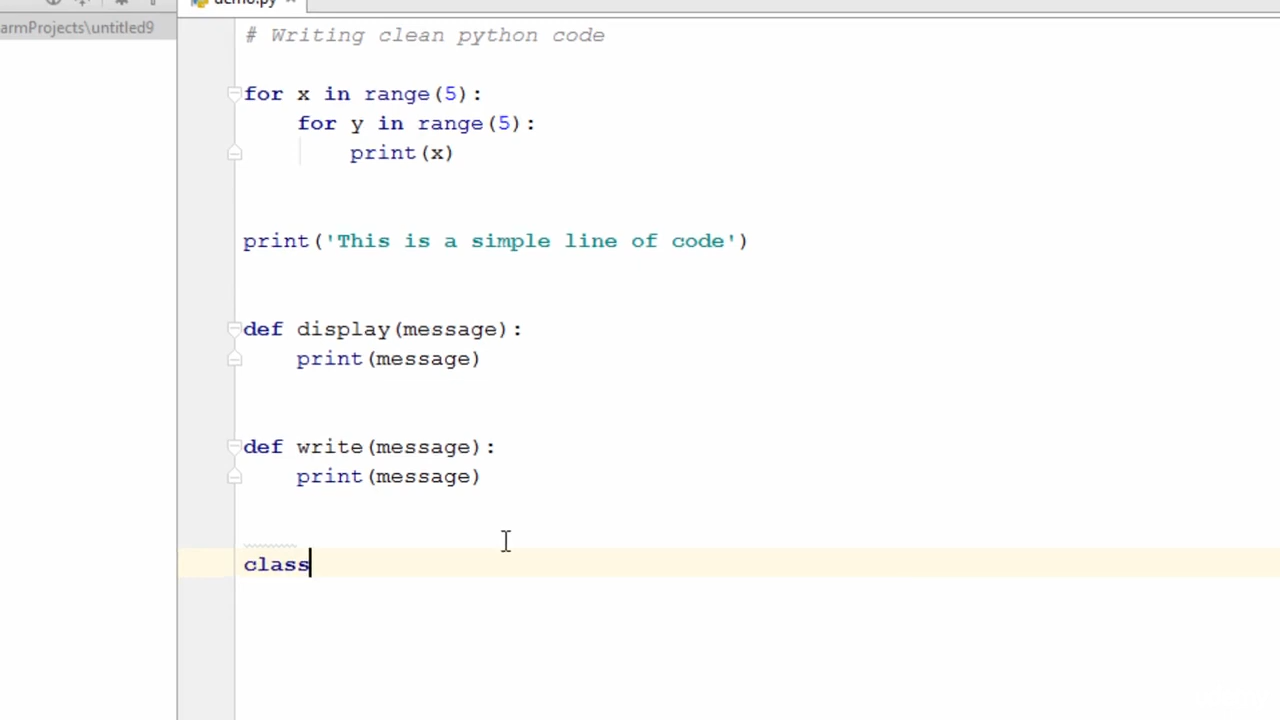 demo.py
armProjects\untitled9
# Writing clean python code
for x in range(5):
for y in range(5):
print(x)
print('This is a simple line of code')
def display(message):
print(message)
def write(message):
print(message)
class